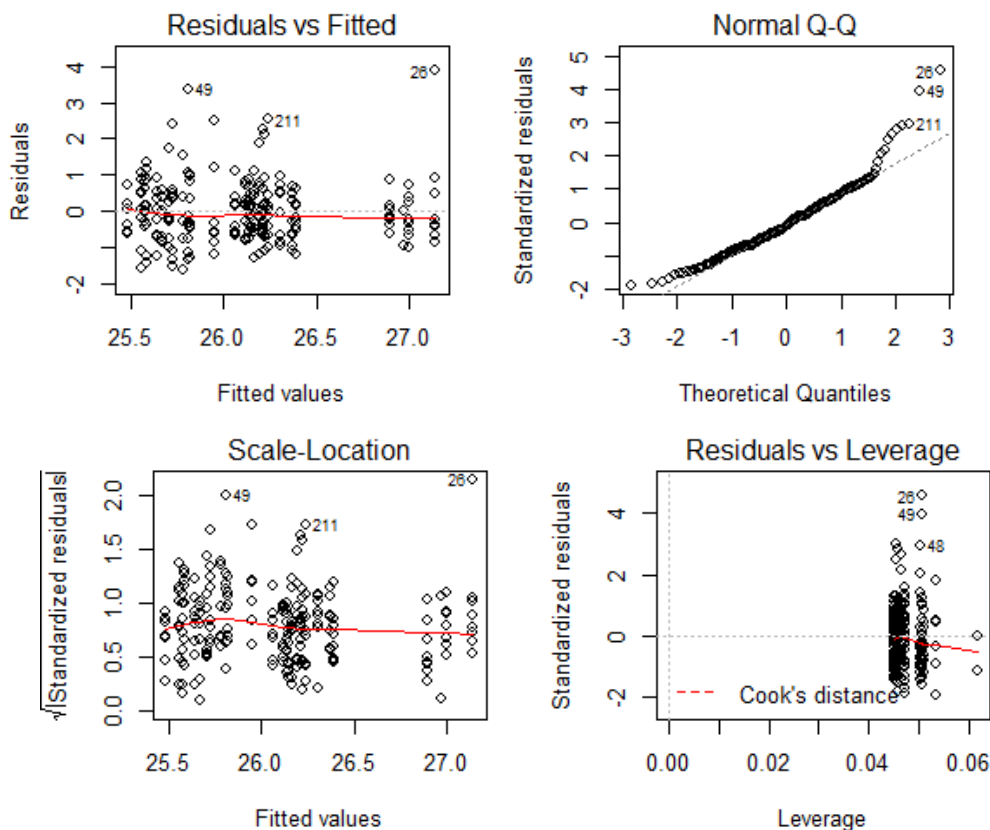 Residuals vs Fitted
Residuals
4
3
2
1
0
-2
49
211
26
25.5 26.0 26.5 27.0
Fitted values
Normal Q-Q
Standardized residuals
5
4
3
2
0
-2
26
49
211
-3 -2 -1 0 1 2 3
Theoretical Quantiles
Scale-Location
√|Standardized residuals|
2.0
1.5
1.0
0.5
0.0
49
211
26
25.5 26.0 26.5 27.0
Fitted values
Residuals vs Leverage
Standardized residuals
4
2
0
-2
26
49
48
Cook's distance
0.00 0.02 0.04 0.06
Leverage